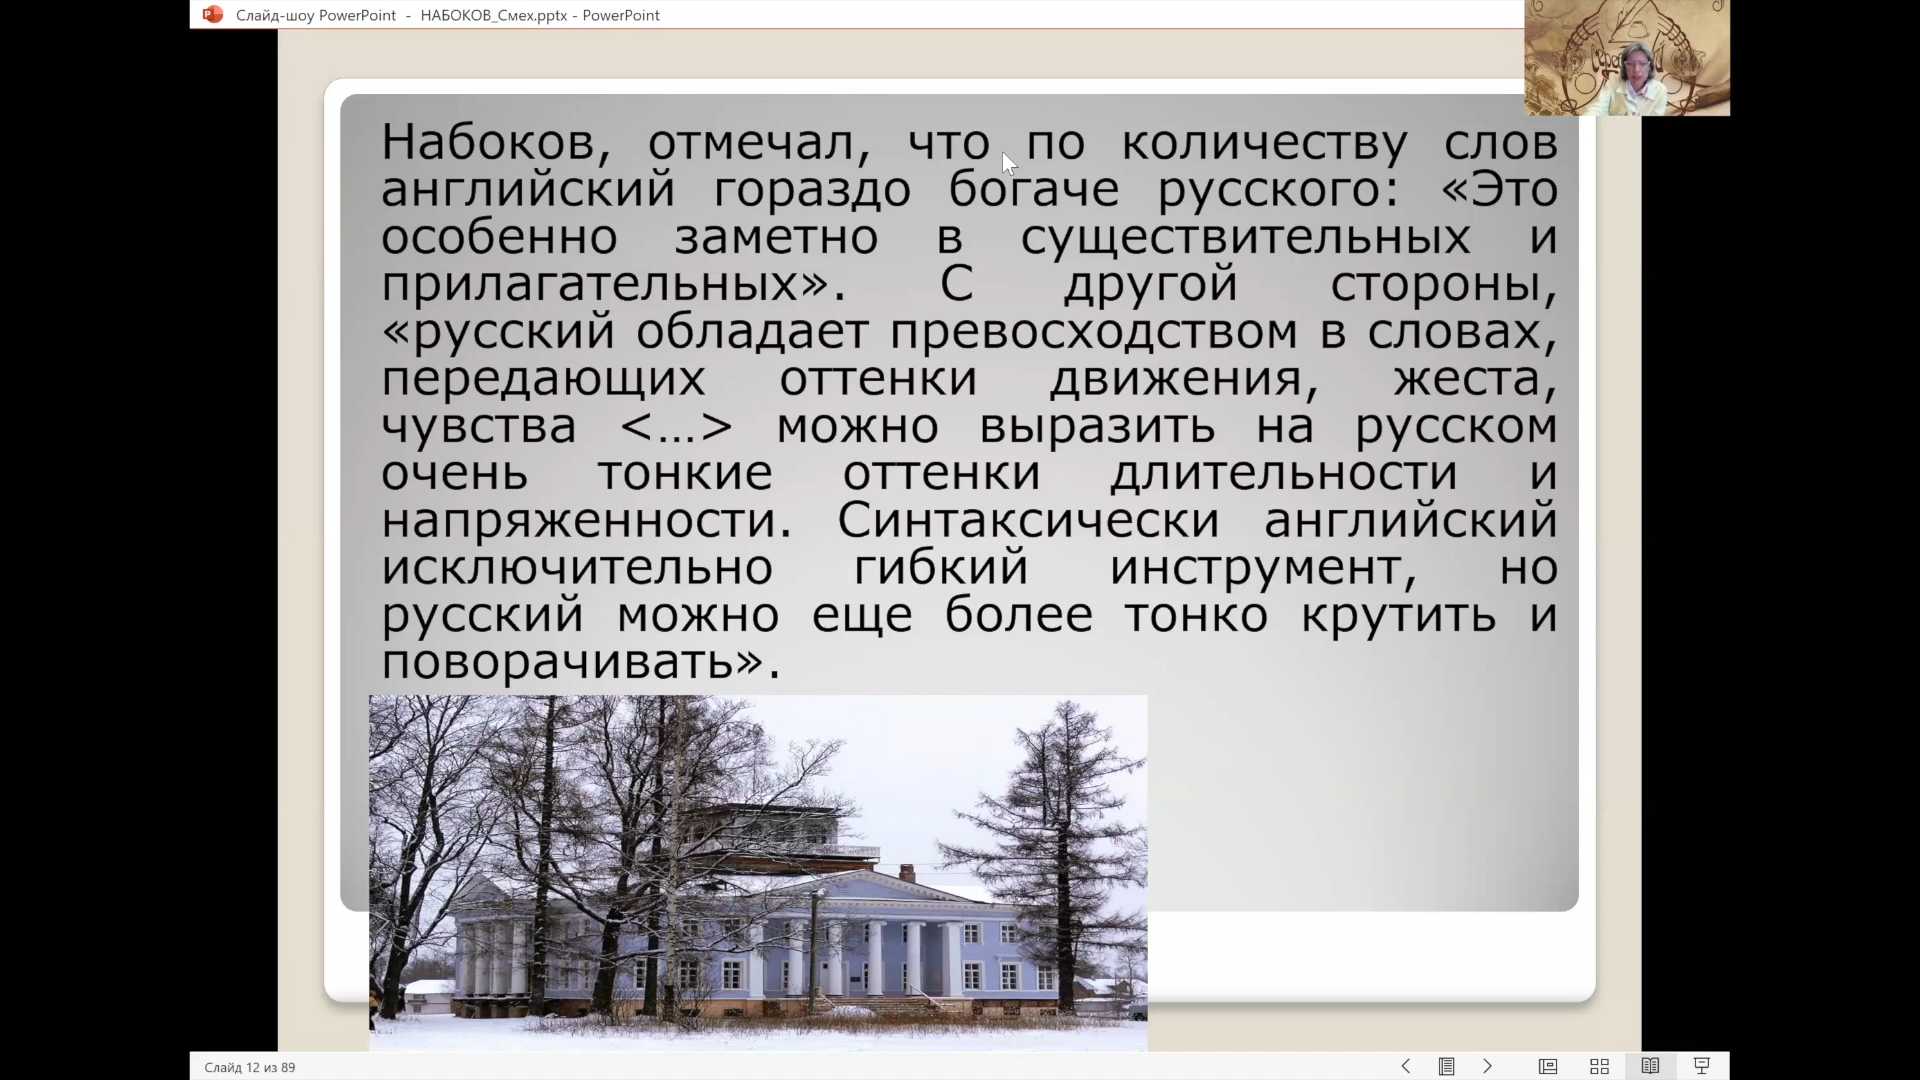 Слайд-шоу PowerPoint - НАБОКОВ_Смех.pptx - PowerPoint
Набоков, отмечал, что по количеству слов
английский гораздо богаче русского: «Это
особенно заметно в существительных и
прилагательных». С другой стороны,
«русский обладает превосходством в словах,
передающих оттенки движения, жеста,
чувства <…> можно выразить на русском
очень тонкие оттенки длительности и
напряженности. Синтаксически английский
исключительно гибкий инструмент, но
русский можно еще более тонко крутить и
поворачивать».
Слайд 12 из 89